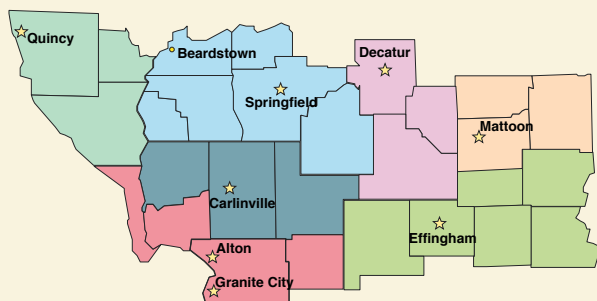 Quincy
Beardstown
Decatur
Springfield
Mattoon
Carlinville
Effingham
Alton
Granite City